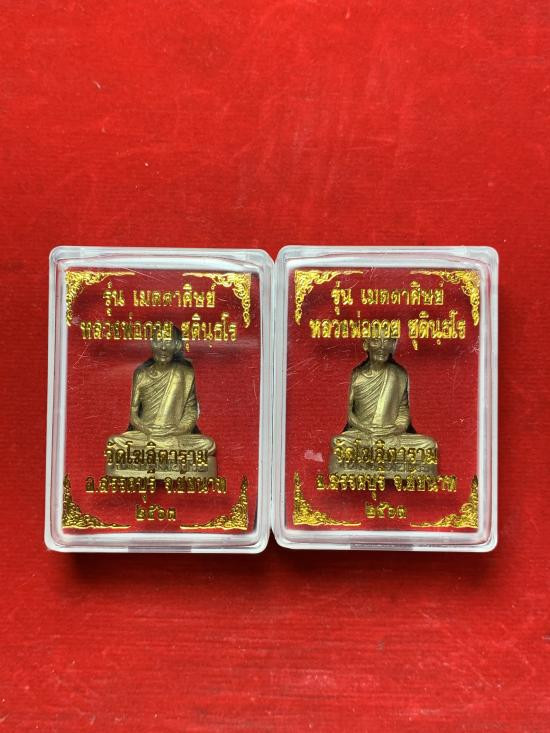 รุ่น เมตตาศิษย์
หลวงพ่อกวย ชุตินฺธโร
วัดโฆสิตาราม
อ.สรรคบุรี จ.ชัยนาท
๒๕๖๓
รุ่น เมตตาศิษย์
หลวงพ่อกวย ชุตินฺธโร
วัดโฆสิตาราม
อ.สรรคบุรี จ.ชัยนาท
๒๕๖๓